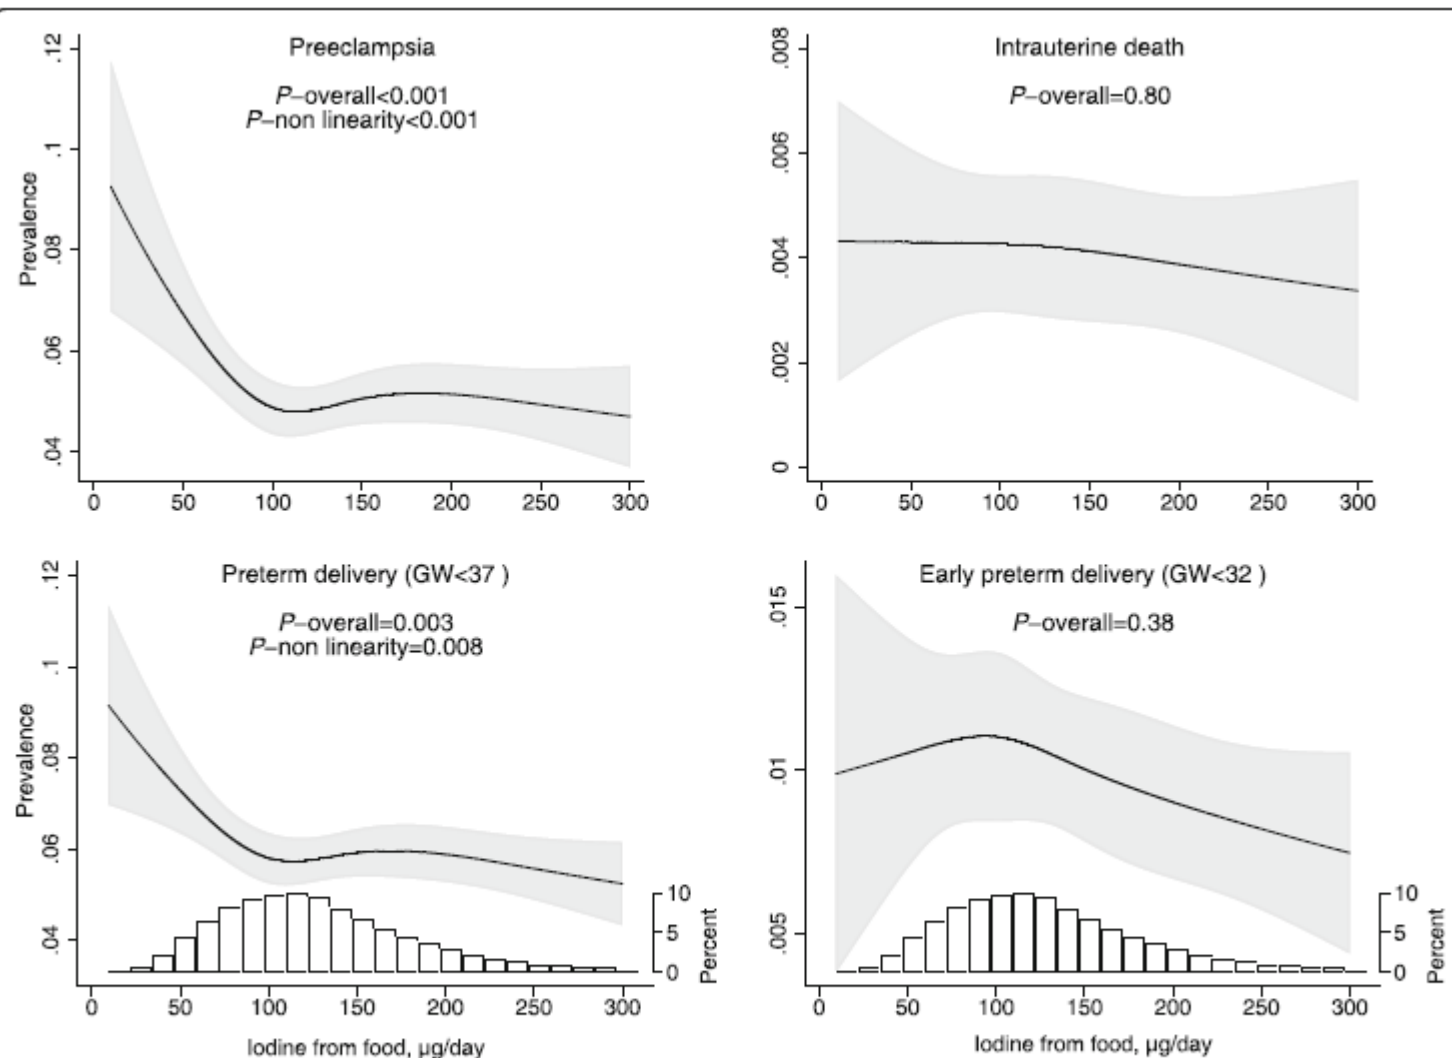 Preeclampsia
P–overall<0.001
P–non linearity<0.001
Prevalence
.12
.1
.08
.06
.04
0 50 100 150 200 250 300
Intrauterine death
P–overall=0.80
.008
.006
.004
.002
0
0 50 100 150 200 250 300
Preterm delivery (GW<37 )
P–overall=0.003
P–non linearity=0.008
Prevalence
.12
.1
.08
.06
.04
10
5
0
Percent
0 50 100 150 200 250 300
Iodine from food, µg/day
Early preterm delivery (GW<32 )
P–overall=0.38
.015
.01
.005
10
5
0
Percent
0 50 100 150 200 250 300
Iodine from food, µg/day